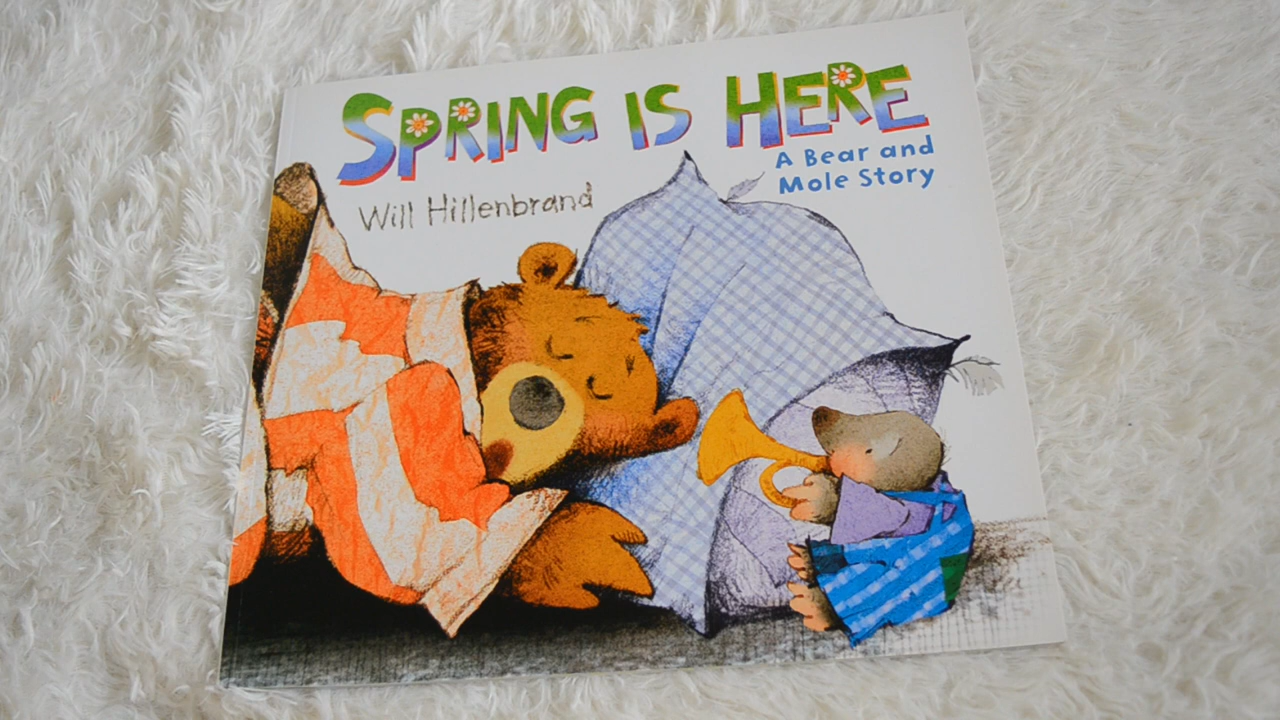 SPRING IS HERE
A Bear and
Mole Story
Will Hillenbrand